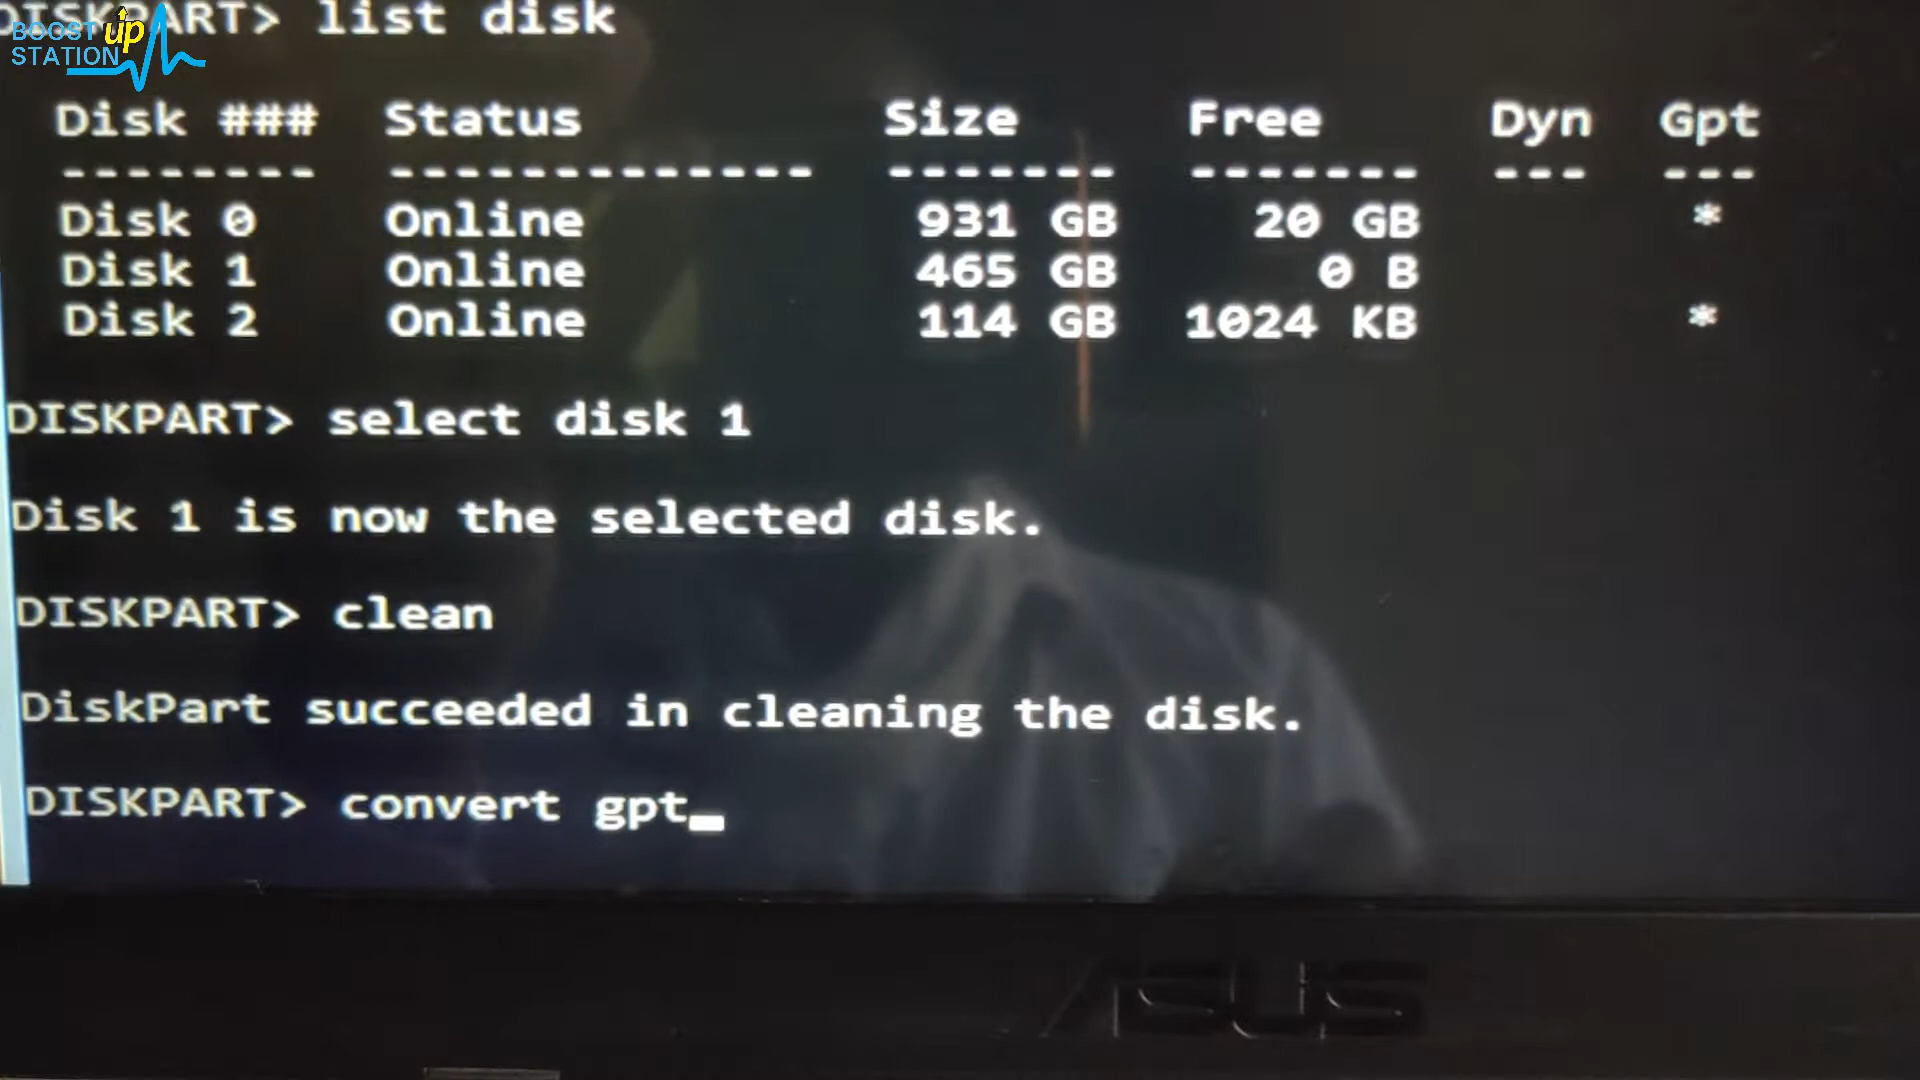 DISKPART> list disk
BOOST up
STATION
Disk ### Status Size Free Dyn Gpt
-------- ------------- ------- ------- --- ---
Disk 0 Online 931 GB 20 GB *
Disk 1 Online 465 GB 0 B
Disk 2 Online 114 GB 1024 KB *
DISKPART> select disk 1
Disk 1 is now the selected disk.
DISKPART> clean
DiskPart succeeded in cleaning the disk.
DISKPART> convert gpt_
ASUS